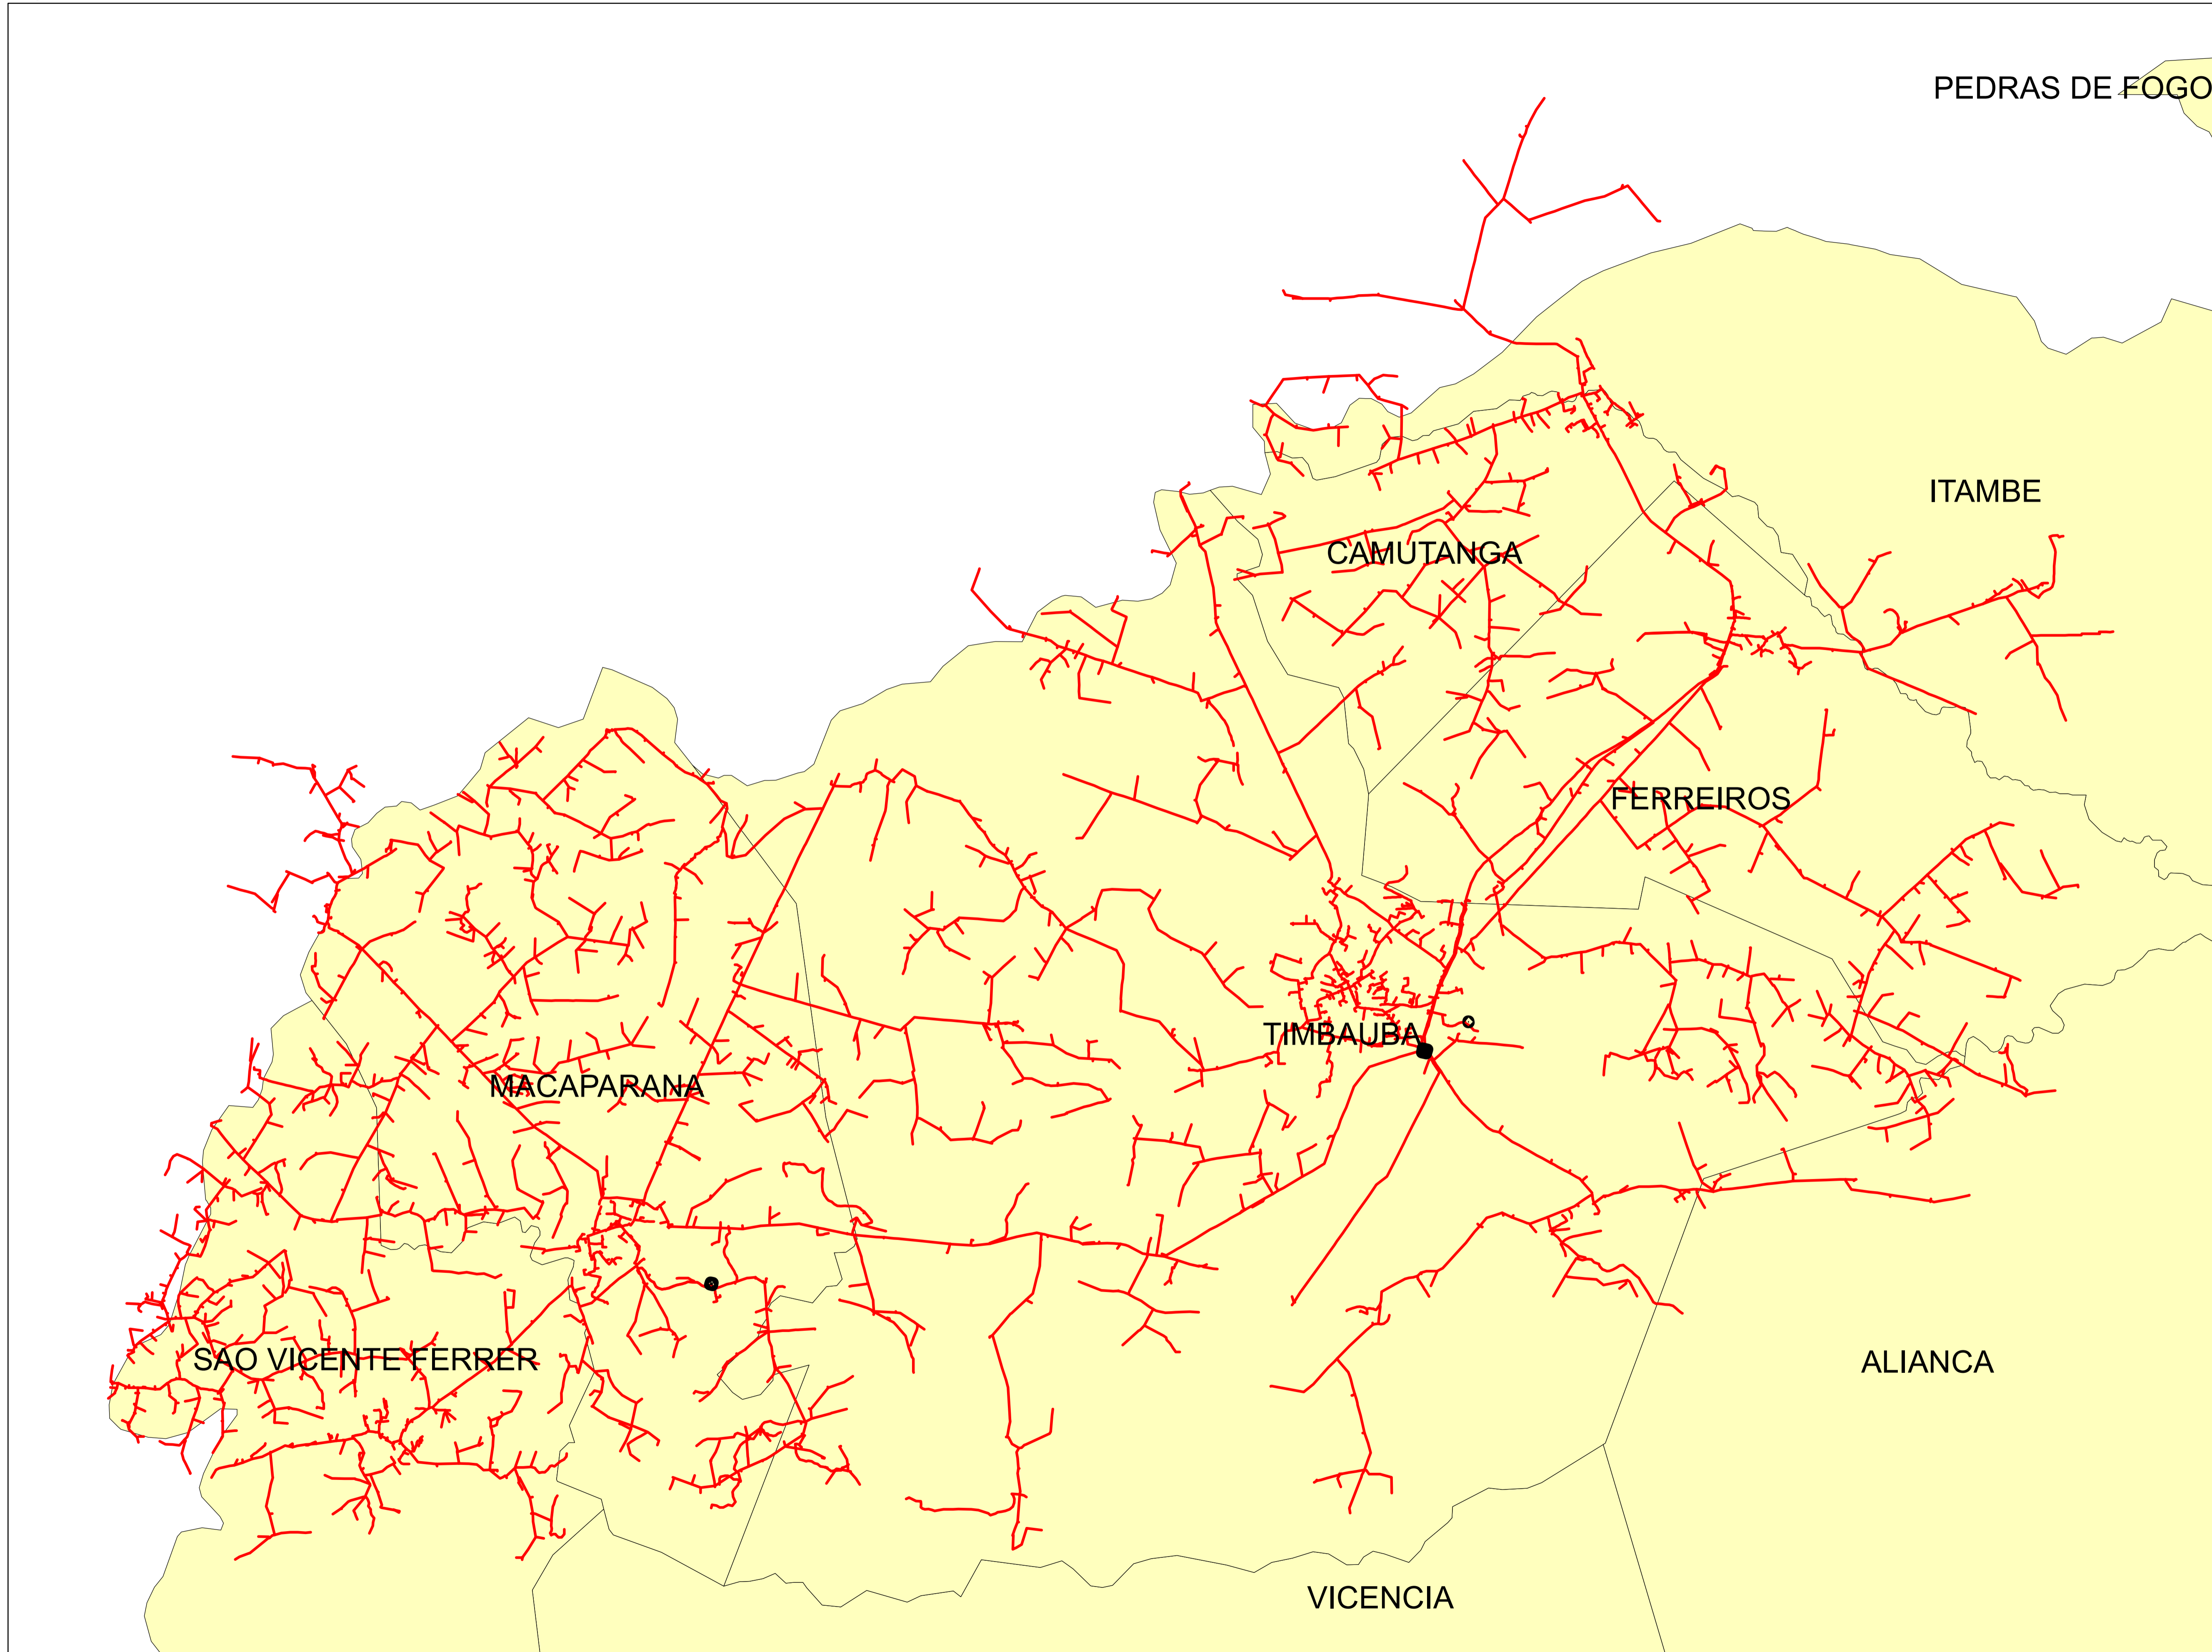 PEDRAS DE FOGO
ITAMBE
CAMUTANGA
FERREIROS
TIMBAUBA
MACAPARANA
SAO VICENTE FERRER
ALIANCA
VICENCIA